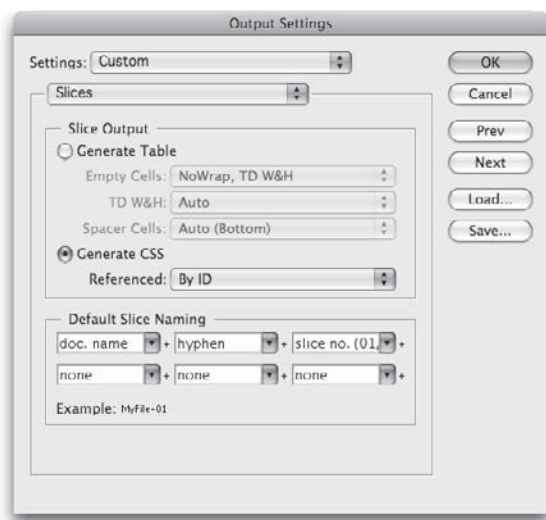 Output Settings
Settings: Custom
OK
Slices
Cancel
Slice Output
Prev
Generate Table
Next
Empty Cells: NoWrap, TD W&H
TD W&H: Auto
Load...
Spacer Cells: Auto (Bottom)
Save...
Generate CSS
Referenced: By ID
Default Slice Naming
doc. name + hyphen + slice no. (01, +
none + none + none +
Example: MyFile-01